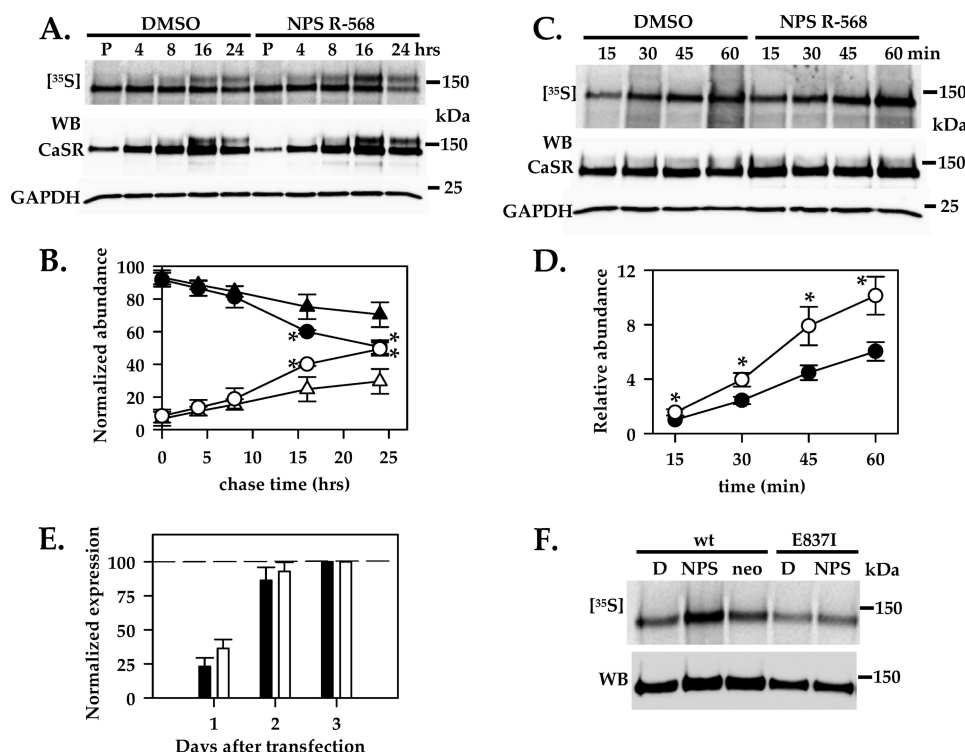 A.
DMSO NPS R-568
P 4 8 16 24 P 4 8 16 24 hrs
[35S]
150
kDa
WB
CaSR
150
GAPDH
25
B.
Normalized abundance
100
80
60
40
20
0
* * * *
0 5 10 15 20 25
chase time (hrs)
C.
DMSO NPS R-568
15 30 45 60 15 30 45 60 min
[35S]
150
kDa
WB
CaSR
150
GAPDH
25
D.
Relative abundance
12
8
4
0
* * * *
15 30 45 60
time (min)
E.
Normalized expression
100
75
50
25
0
1 2 3
Days after transfection
F.
wt E837I
D NPS neo D NPS kDa
[35S]
150
WB
150